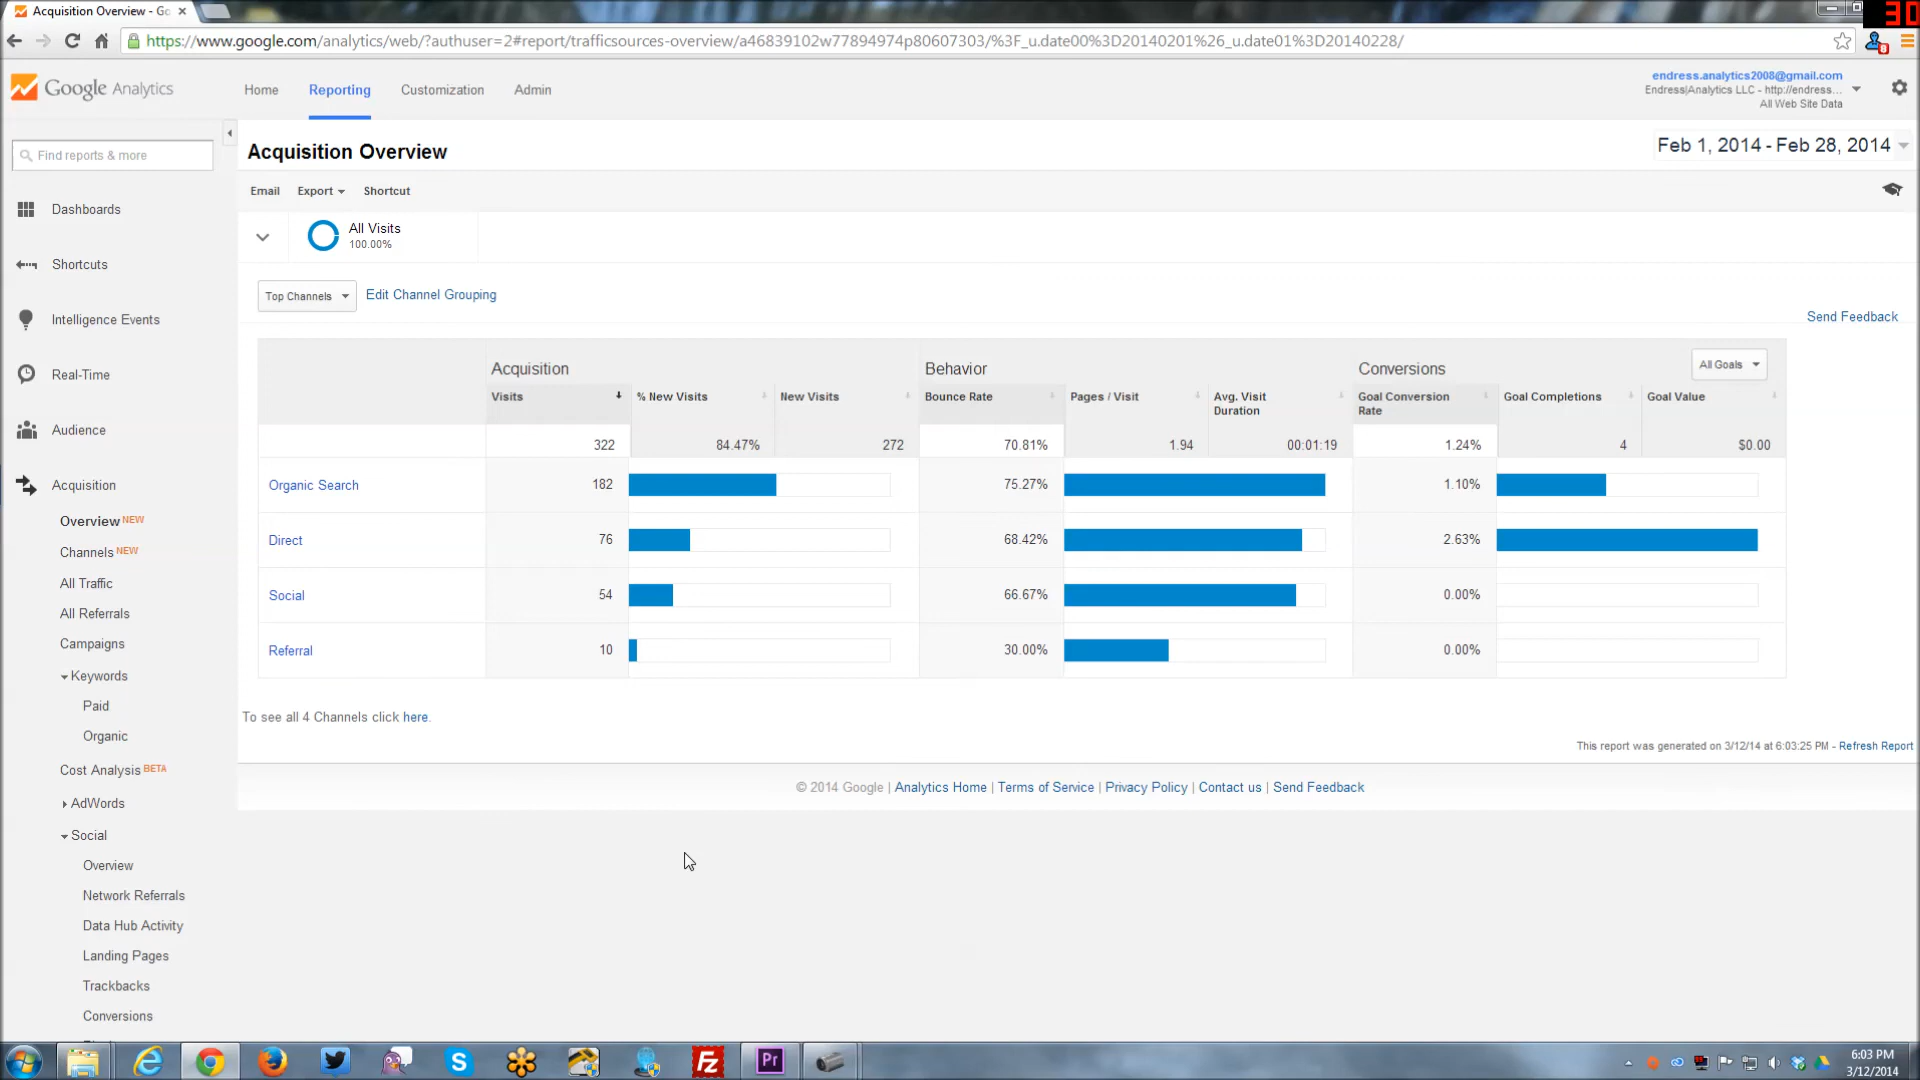 Acquisition Overview - Go
30
https://www.google.com/analytics/web/?authuser=2#report/trafficsources-overview/a46839102w77894974p80607303/%3F_u.date00%3D20140201%26_u.date01%3D20140228/
8
Google Analytics
Home
Reporting
Customization
Admin
endress.analytics2008@gmail.com
Endress|Analytics LLC - http://endress...
All Web Site Data
Find reports & more
Dashboards
Shortcuts
Intelligence Events
Real-Time
Audience
Acquisition
Overview NEW
Channels NEW
All Traffic
All Referrals
Campaigns
Keywords
Paid
Organic
Cost Analysis BETA
AdWords
Social
Overview
Network Referrals
Data Hub Activity
Landing Pages
Trackbacks
Conversions
Acquisition Overview
Feb 1, 2014 - Feb 28, 2014
Email
Export
Shortcut
All Visits
100.00%
Top Channels
Edit Channel Grouping
Send Feedback
Acquisition Behavior Conversions All Goals
Visits % New Visits New Visits Bounce Rate Pages / Visit Avg. Visit Duration Goal Conversion Rate Goal Completions Goal Value
322 84.47% 272 70.81% 1.94 00:01:19 1.24% 4 $0.00
Organic Search 182 75.27% 1.10%
Direct 76 68.42% 2.63%
Social 54 66.67% 0.00%
Referral 10 30.00% 0.00%
To see all 4 Channels click here.
This report was generated on 3/12/14 at 6:03:25 PM - Refresh Report
© 2014 Google | Analytics Home | Terms of Service | Privacy Policy | Contact us | Send Feedback
S
Fz
Pr
6:03 PM
3/12/2014